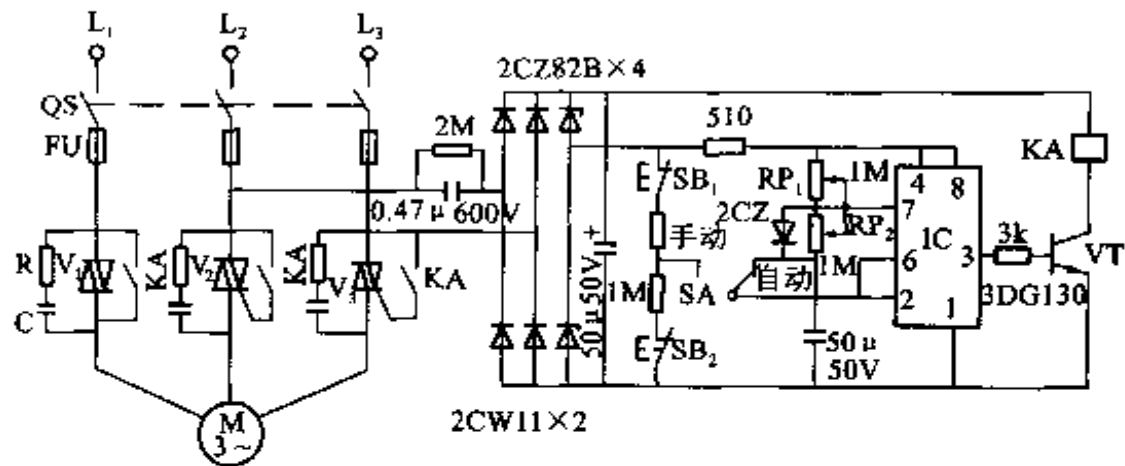 L₁
L₂
L₃
QS
FU
2CZ82B×4
2M
0.47μ 600V
510
KA
SB₁
RP₁
1M
4
8
2CZ
7
RP₂
IC
手动
自动
1M
6
3
3k
VT
2
3DG130
1
R
V₁
KA
V₂
KA
V
KA
C
50μ50V
1M
SA
SB₂
50μ
50V
M
3~
2CW11×2